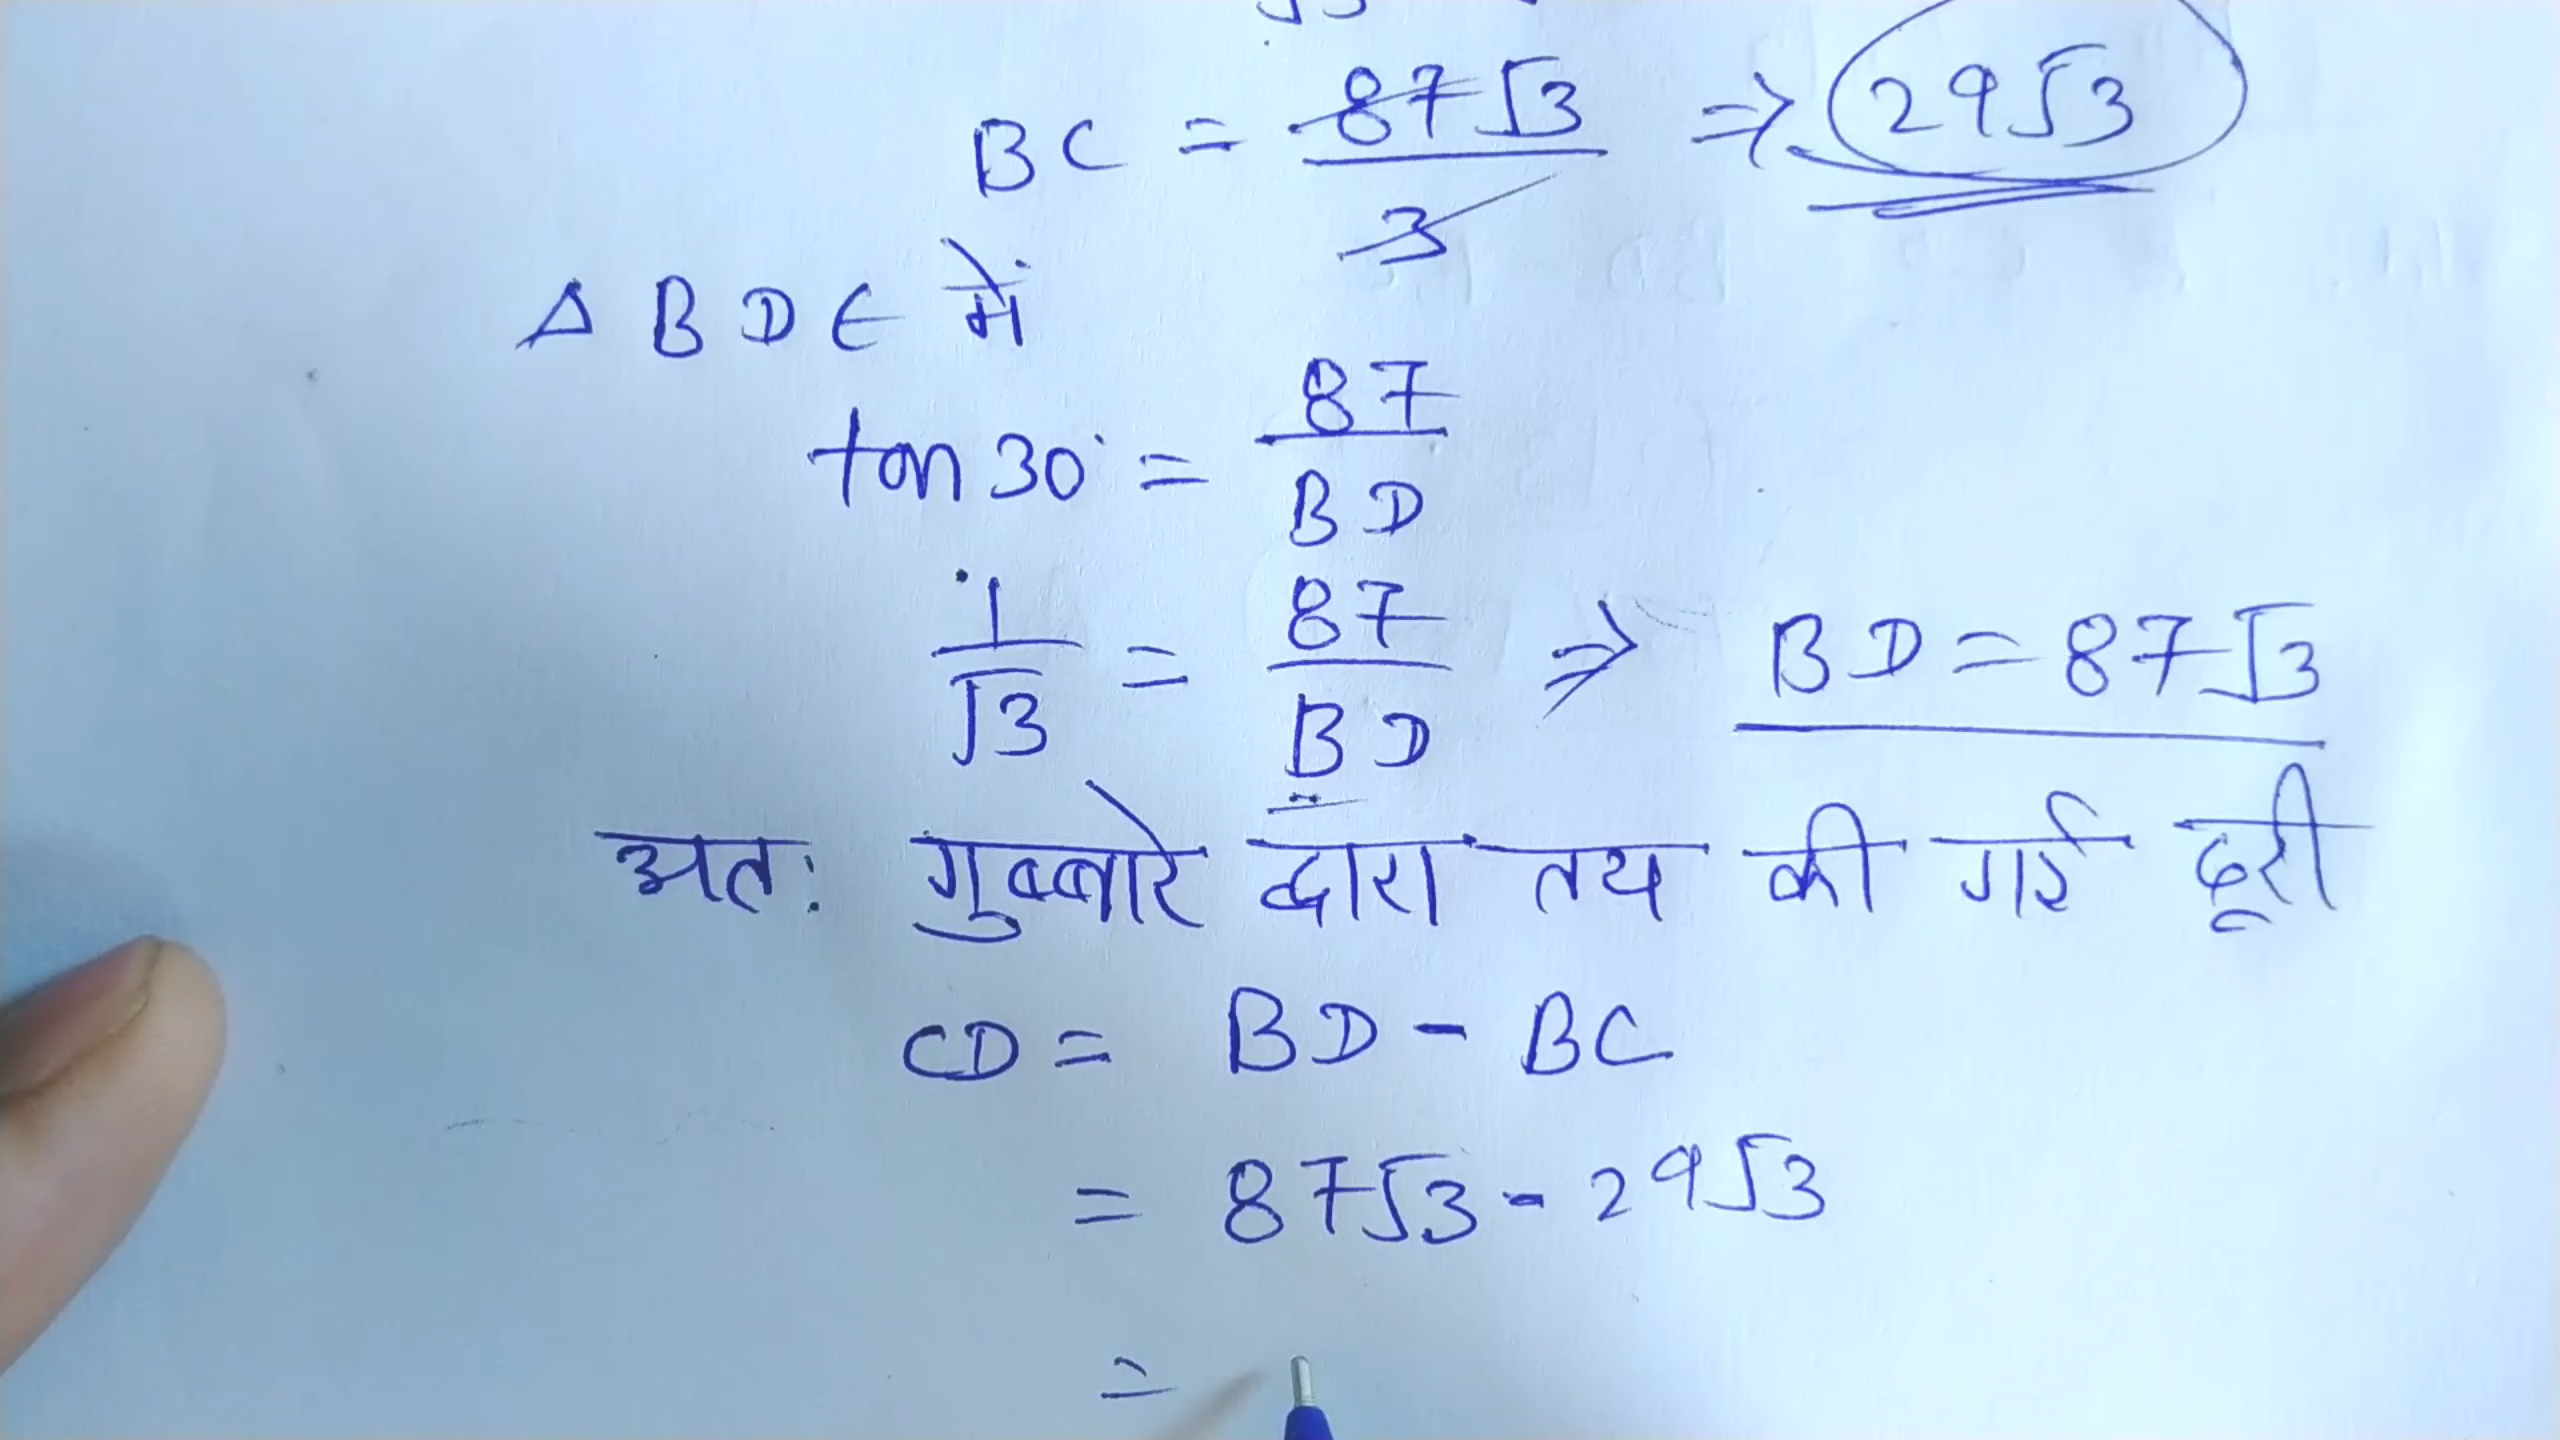 BC = 87√3/3 ⇒ 29√3
Δ BDE में
tan 30° = 87/BD
1/√3 = 87/BD ⇒ BD = 87√3
अतः गुब्बारे द्वारा तय की गई दूरी
CD = BD - BC
= 87√3 - 29√3
=